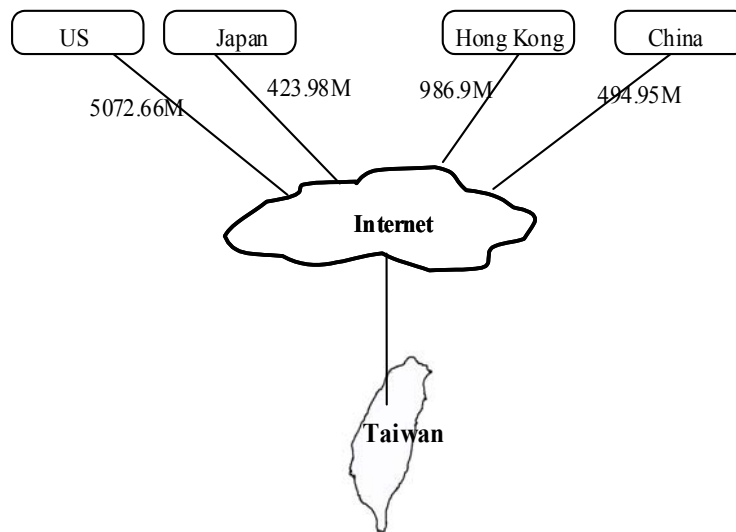 US
Japan
Hong Kong
China
5072.66M
423.98M
986.9M
494.95M
Internet
Taiwan